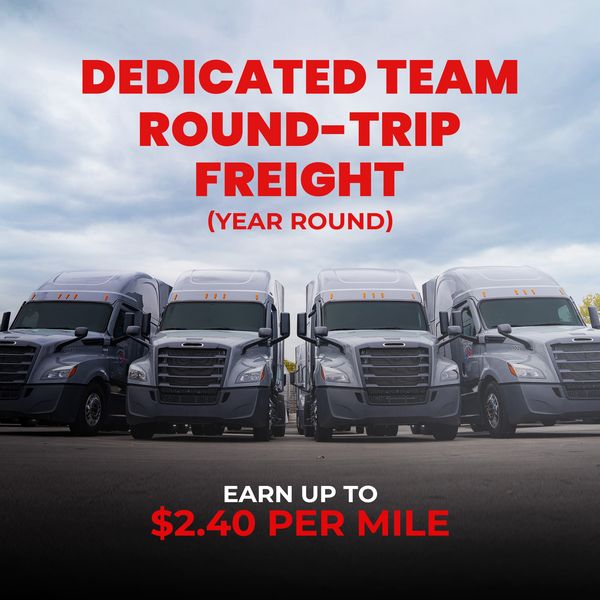 DEDICATED TEAM
ROUND-TRIP
FREIGHT
(YEAR ROUND)
EARN UP TO
$2.40 PER MILE